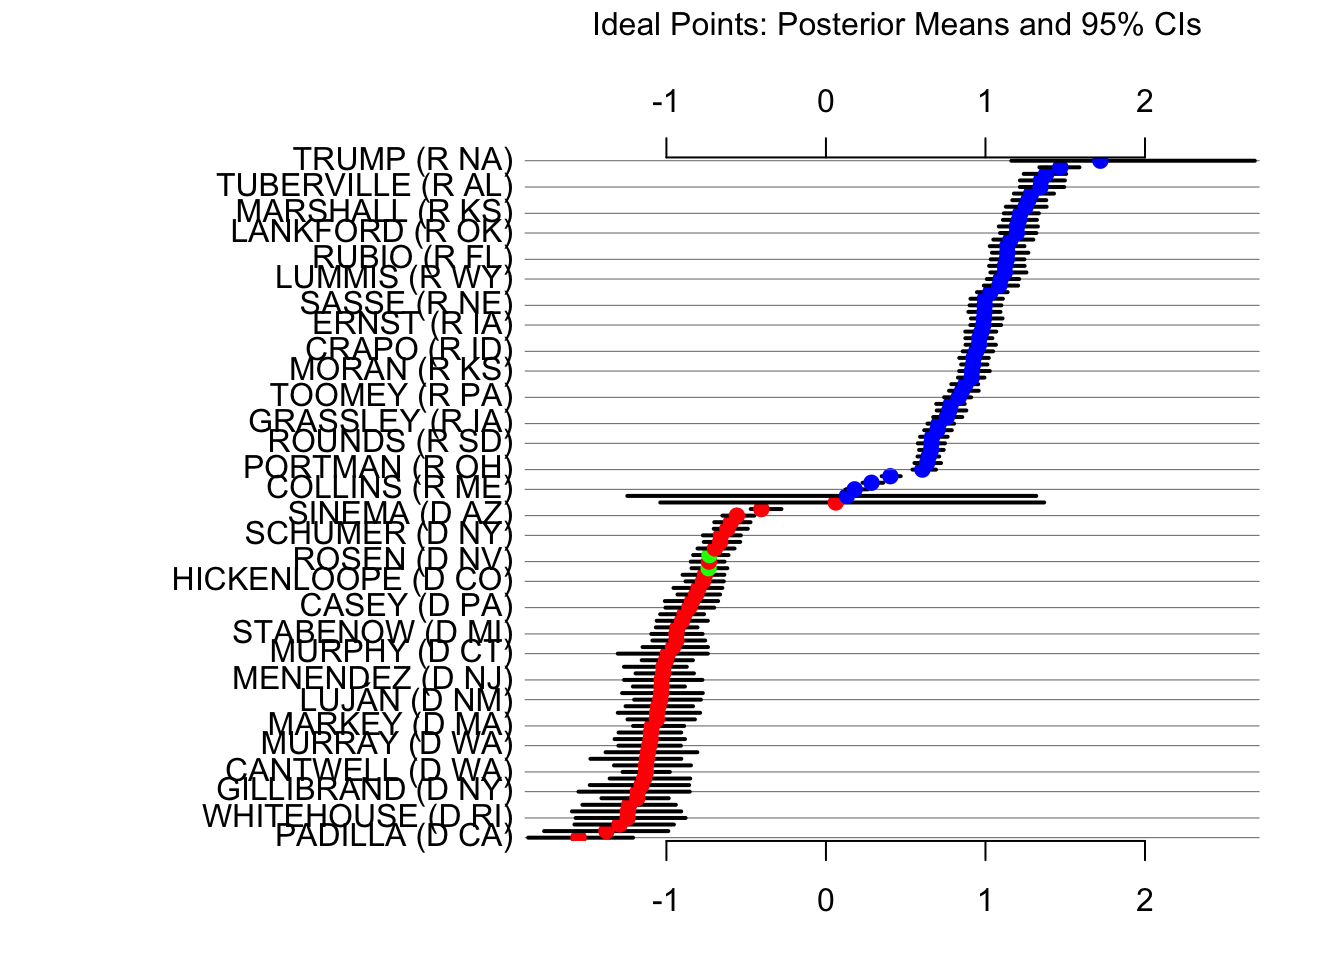 Ideal Points: Posterior Means and 95% CIs
-1 0 1 2
TRUMP (R NA)
TUBERVILLE (R AL)
MARSHALL (R KS)
LANKFORD (R OK)
RUBIO (R FL)
LUMMIS (R WY)
SASSE (R NE)
ERNST (R IA)
CRAPO (R ID)
MORAN (R KS)
TOOMEY (R PA)
GRASSLEY (R IA)
ROUNDS (R SD)
PORTMAN (R OH)
COLLINS (R ME)
SINEMA (D AZ)
SCHUMER (D NY)
ROSEN (D NV)
HICKENLOOPE (D CO)
CASEY (D PA)
STABENOW (D MI)
MURPHY (D CT)
MENENDEZ (D NJ)
LUJÁN (D NM)
MARKEY (D MA)
MURRAY (D WA)
CANTWELL (D WA)
GILLIBRAND (D NY)
WHITEHOUSE (D RI)
PADILLA (D CA)
-1 0 1 2